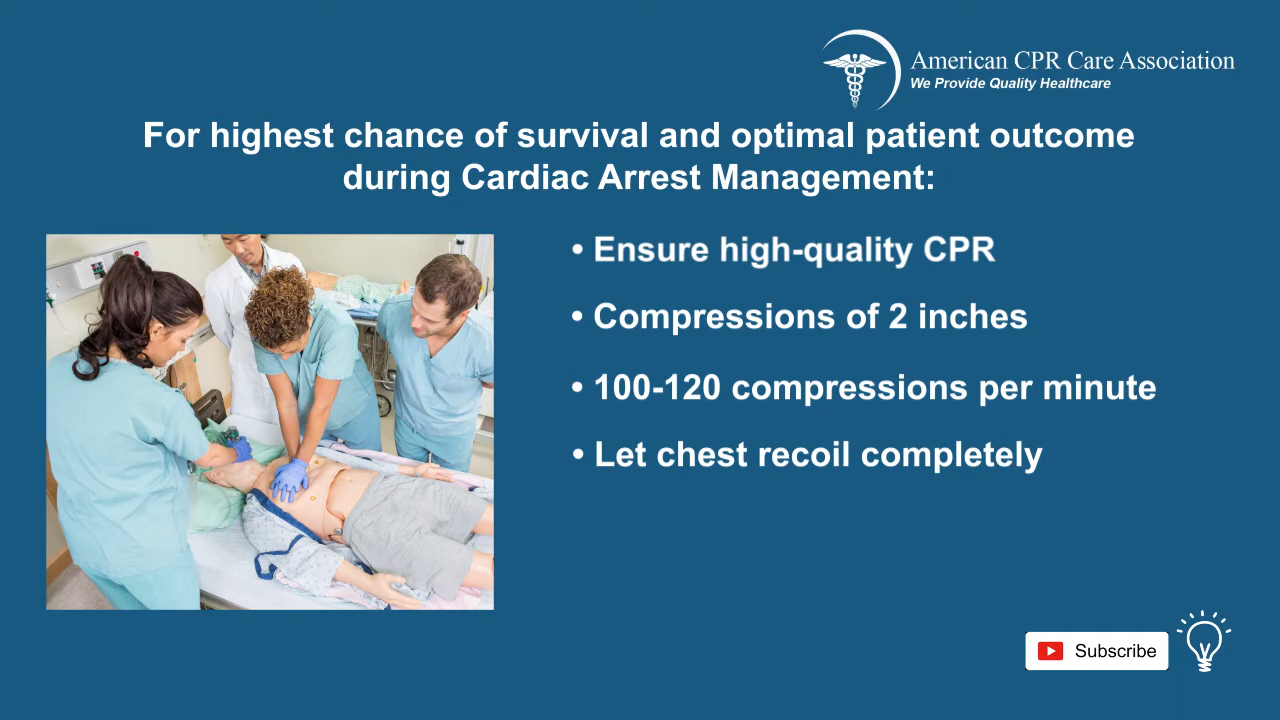 American CPR Care Association
We Provide Quality Healthcare
For highest chance of survival and optimal patient outcome
during Cardiac Arrest Management:
• Ensure high-quality CPR
• Compressions of 2 inches
• 100-120 compressions per minute
• Let chest recoil completely
Subscribe